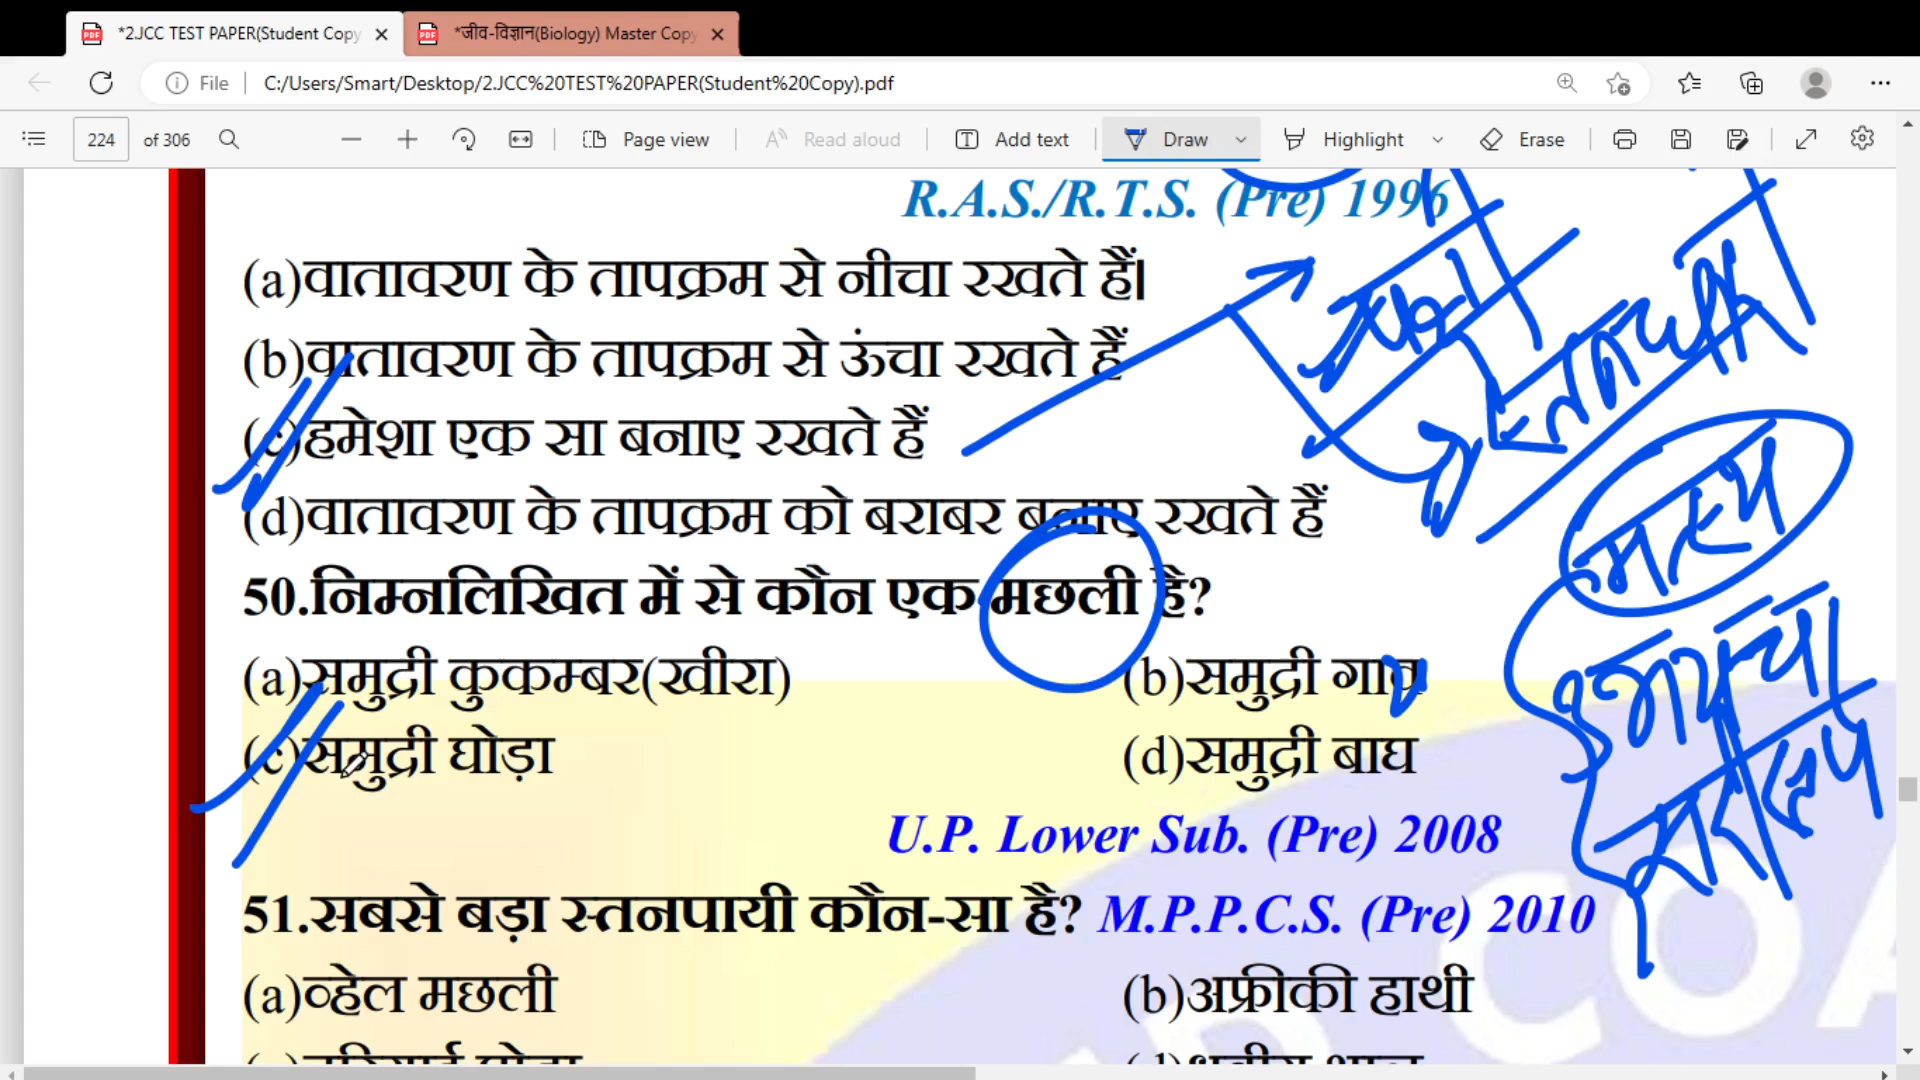 *2.JCC TEST PAPER(Student Copy
*जीव-विज्ञान(Biology) Master Copy
File
C:/Users/Smart/Desktop/2.JCC%20TEST%20PAPER(Student%20Copy).pdf
224 of 306
Page view
Read aloud
Add text
Draw
Highlight
Erase
R.A.S./R.T.S. (Pre) 1996
(a)वातावरण के तापक्रम से नीचा रखते हैं।
(b)वातावरण के तापक्रम से ऊंचा रखते हैं
(c)हमेशा एक सा बनाए रखते हैं
(d)वातावरण के तापक्रम को बराबर बनाए रखते हैं
50.निम्नलिखित में से कौन एक मछली है?
(a)समुद्री कुकम्बर(खीरा) (b)समुद्री गाव
(c)समुद्री घोड़ा (d)समुद्री बाघ
U.P. Lower Sub. (Pre) 2008
51.सबसे बड़ा स्तनपायी कौन-सा है? M.P.P.C.S. (Pre) 2010
(a)व्हेल मछली (b)अफ्रीकी हाथी
स्तनधारी
मत्स्य